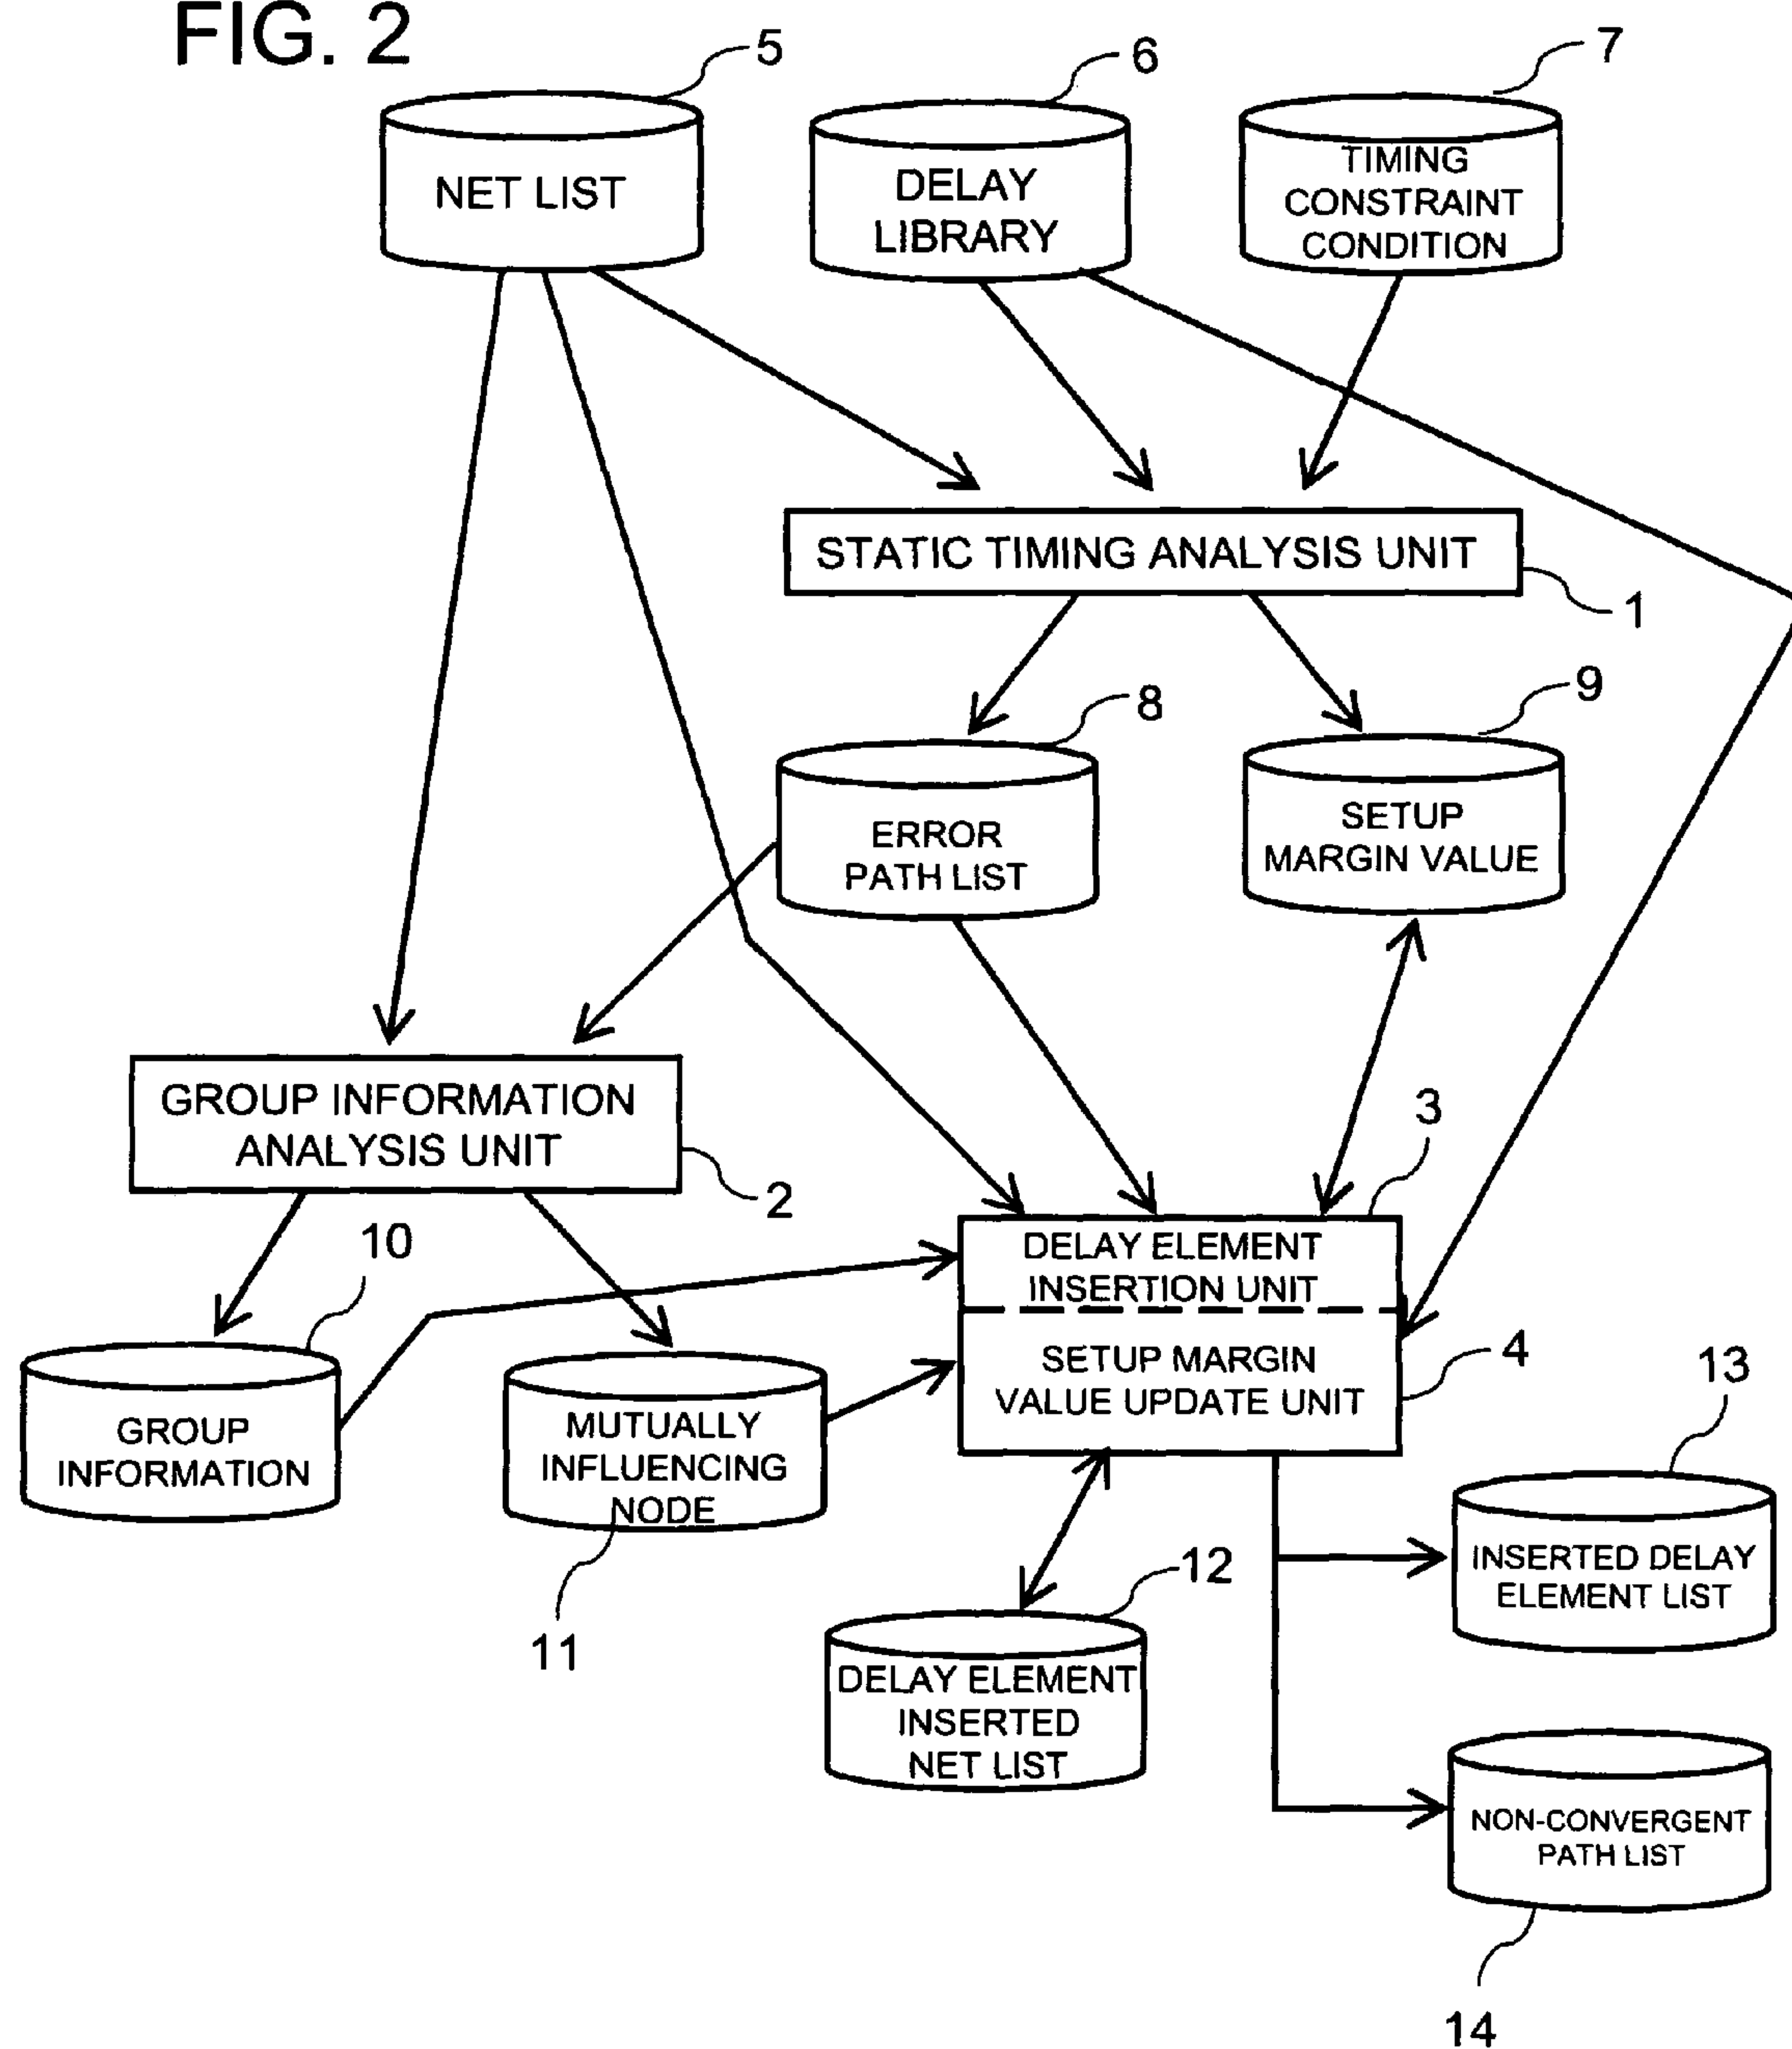 FIG. 2
5
6
7
NET LIST
DELAY
LIBRARY
TIMING
CONSTRAINT
CONDITION
STATIC TIMING ANALYSIS UNIT
1
8
9
ERROR
PATH LIST
SETUP
MARGIN VALUE
GROUP INFORMATION
ANALYSIS UNIT
2
3
DELAY ELEMENT
INSERTION UNIT
SETUP MARGIN
VALUE UPDATE UNIT
4
10
GROUP
INFORMATION
MUTUALLY
INFLUENCING
NODE
11
12
DELAY ELEMENT
INSERTED
NET LIST
13
INSERTED DELAY
ELEMENT LIST
NON-CONVERGENT
PATH LIST
14